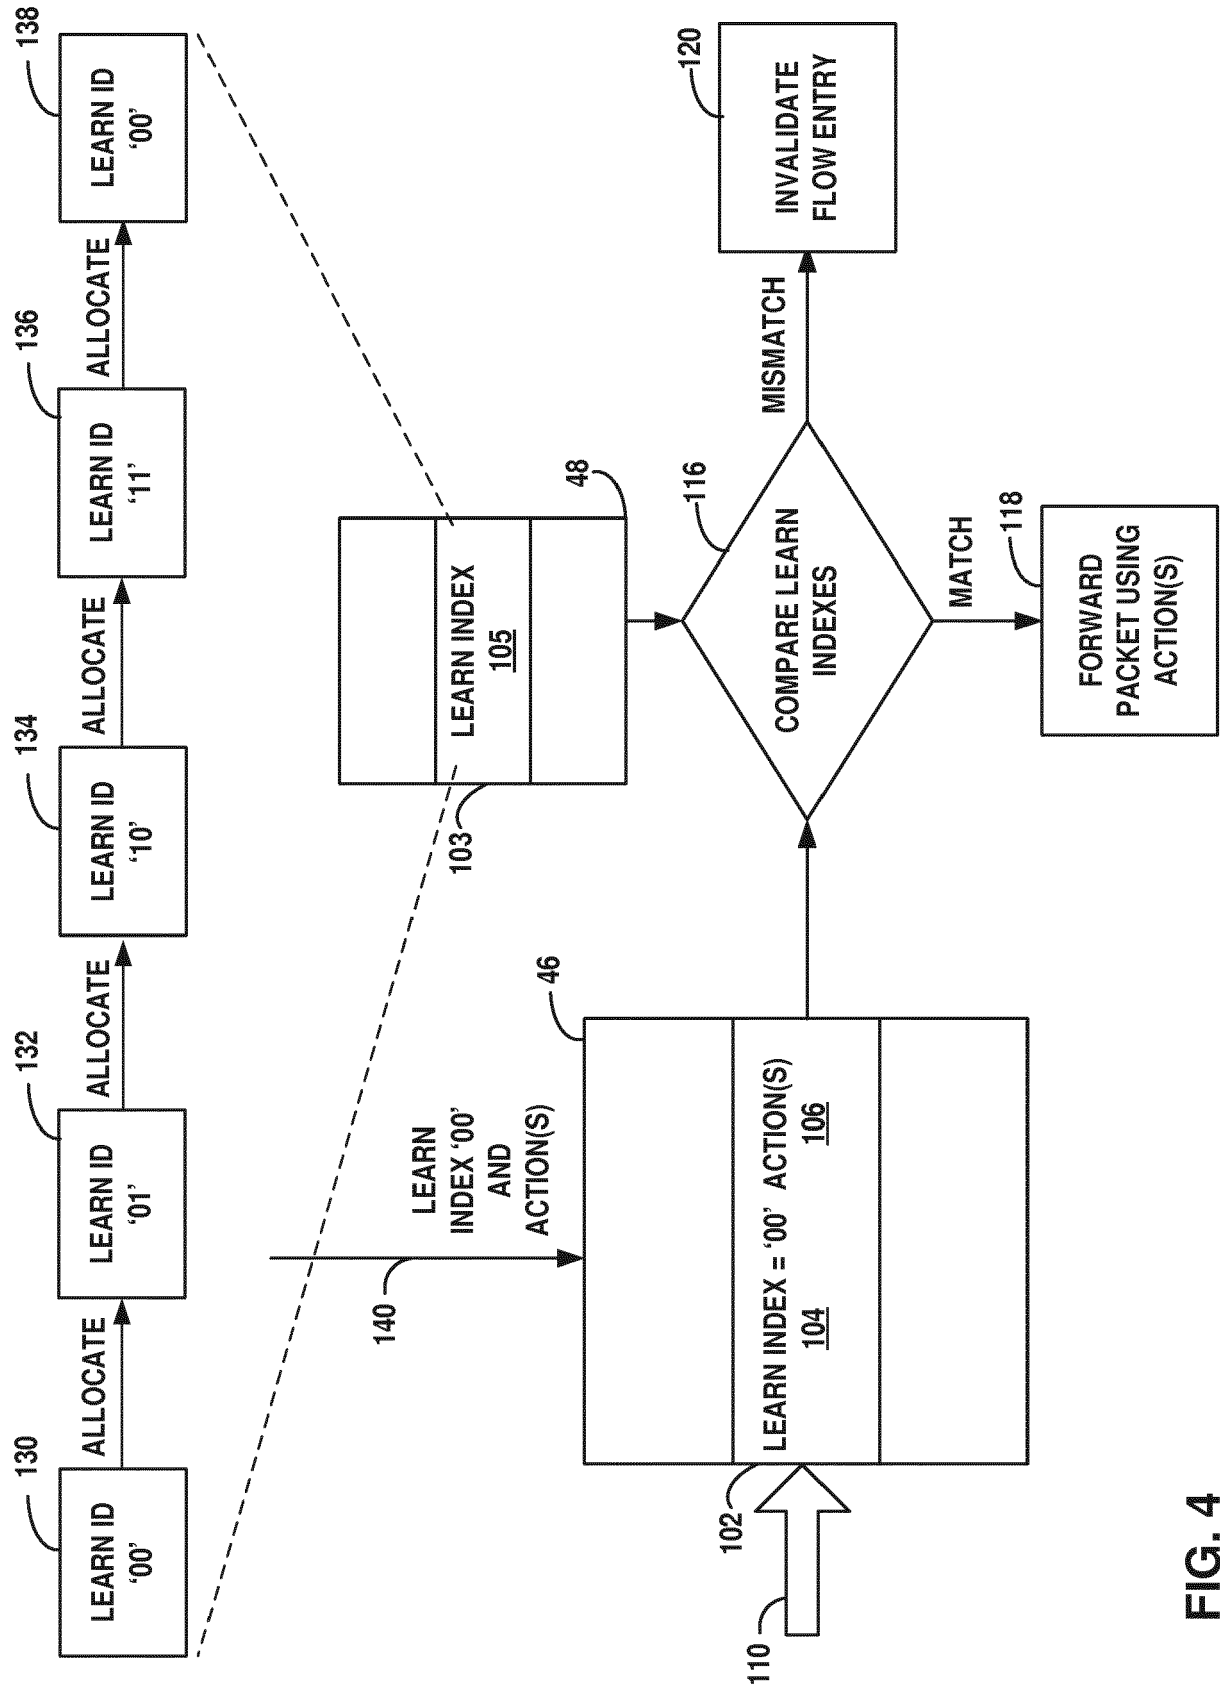 130
132
134
136
138
LEARN ID
'00'
ALLOCATE
LEARN ID
'01'
ALLOCATE
LEARN ID
'10'
ALLOCATE
LEARN ID
'11'
ALLOCATE
LEARN ID
'00'
140
LEARN
INDEX '00'
AND
ACTION(S)
103
LEARN INDEX
105
48
46
102
110
LEARN INDEX = '00' ACTION(S)
104
106
116
COMPARE LEARN
INDEXES
MISMATCH
120
INVALIDATE
FLOW ENTRY
MATCH
118
FORWARD
PACKET USING
ACTION(S)
FIG. 4